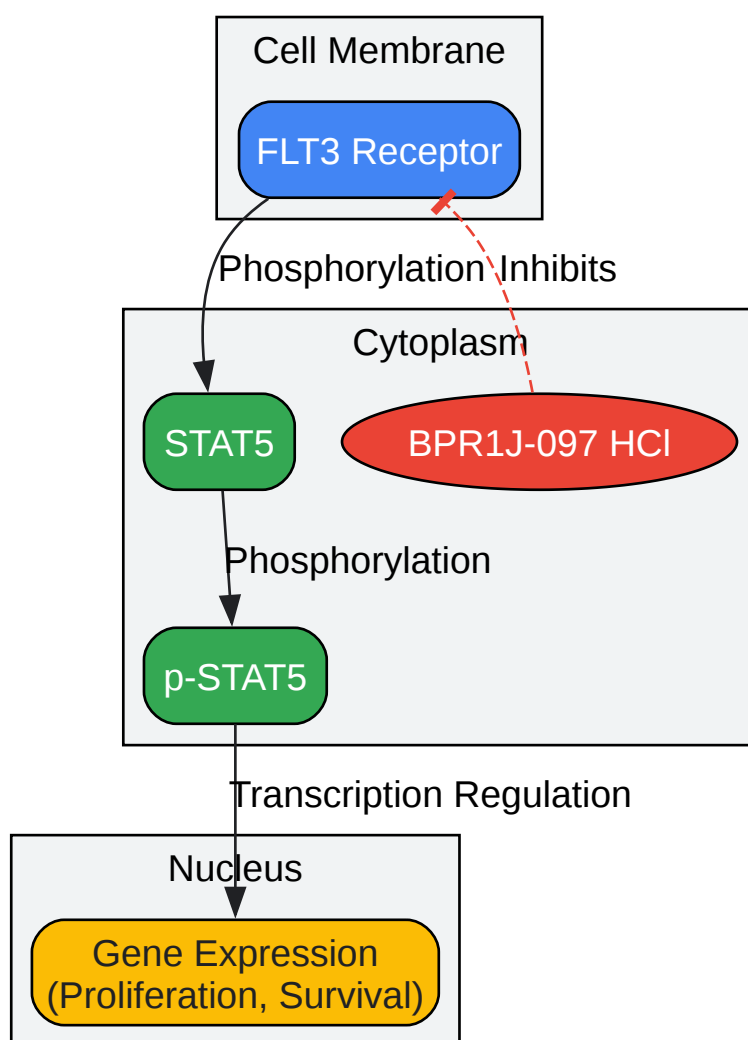 Cell Membrane
FLT3 Receptor
Phosphorylation
Inhibits
Cytoplasm
STAT5
BPR1J-097 HCl
Phosphorylation
p-STAT5
Transcription Regulation
Nucleus
Gene Expression
(Proliferation, Survival)